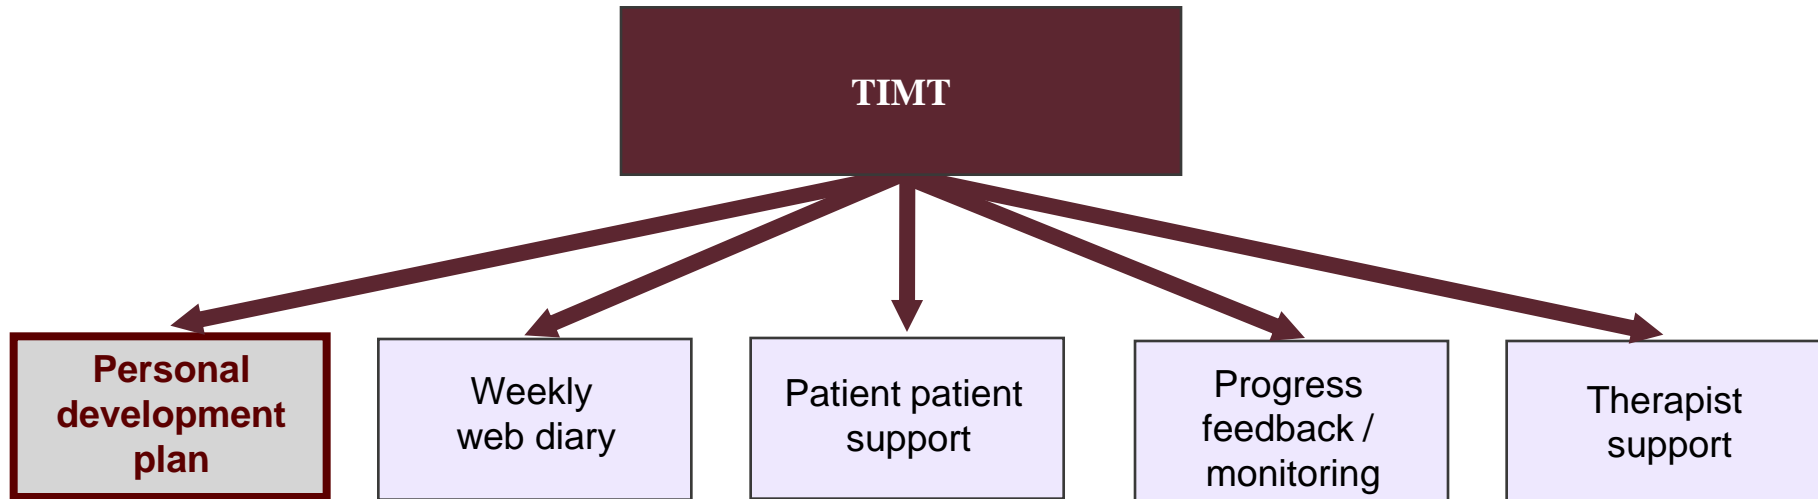 TIMT
Personal
development
plan
Weekly
web diary
Patient patient
support
Progress
feedback /
monitoring
Therapist
support